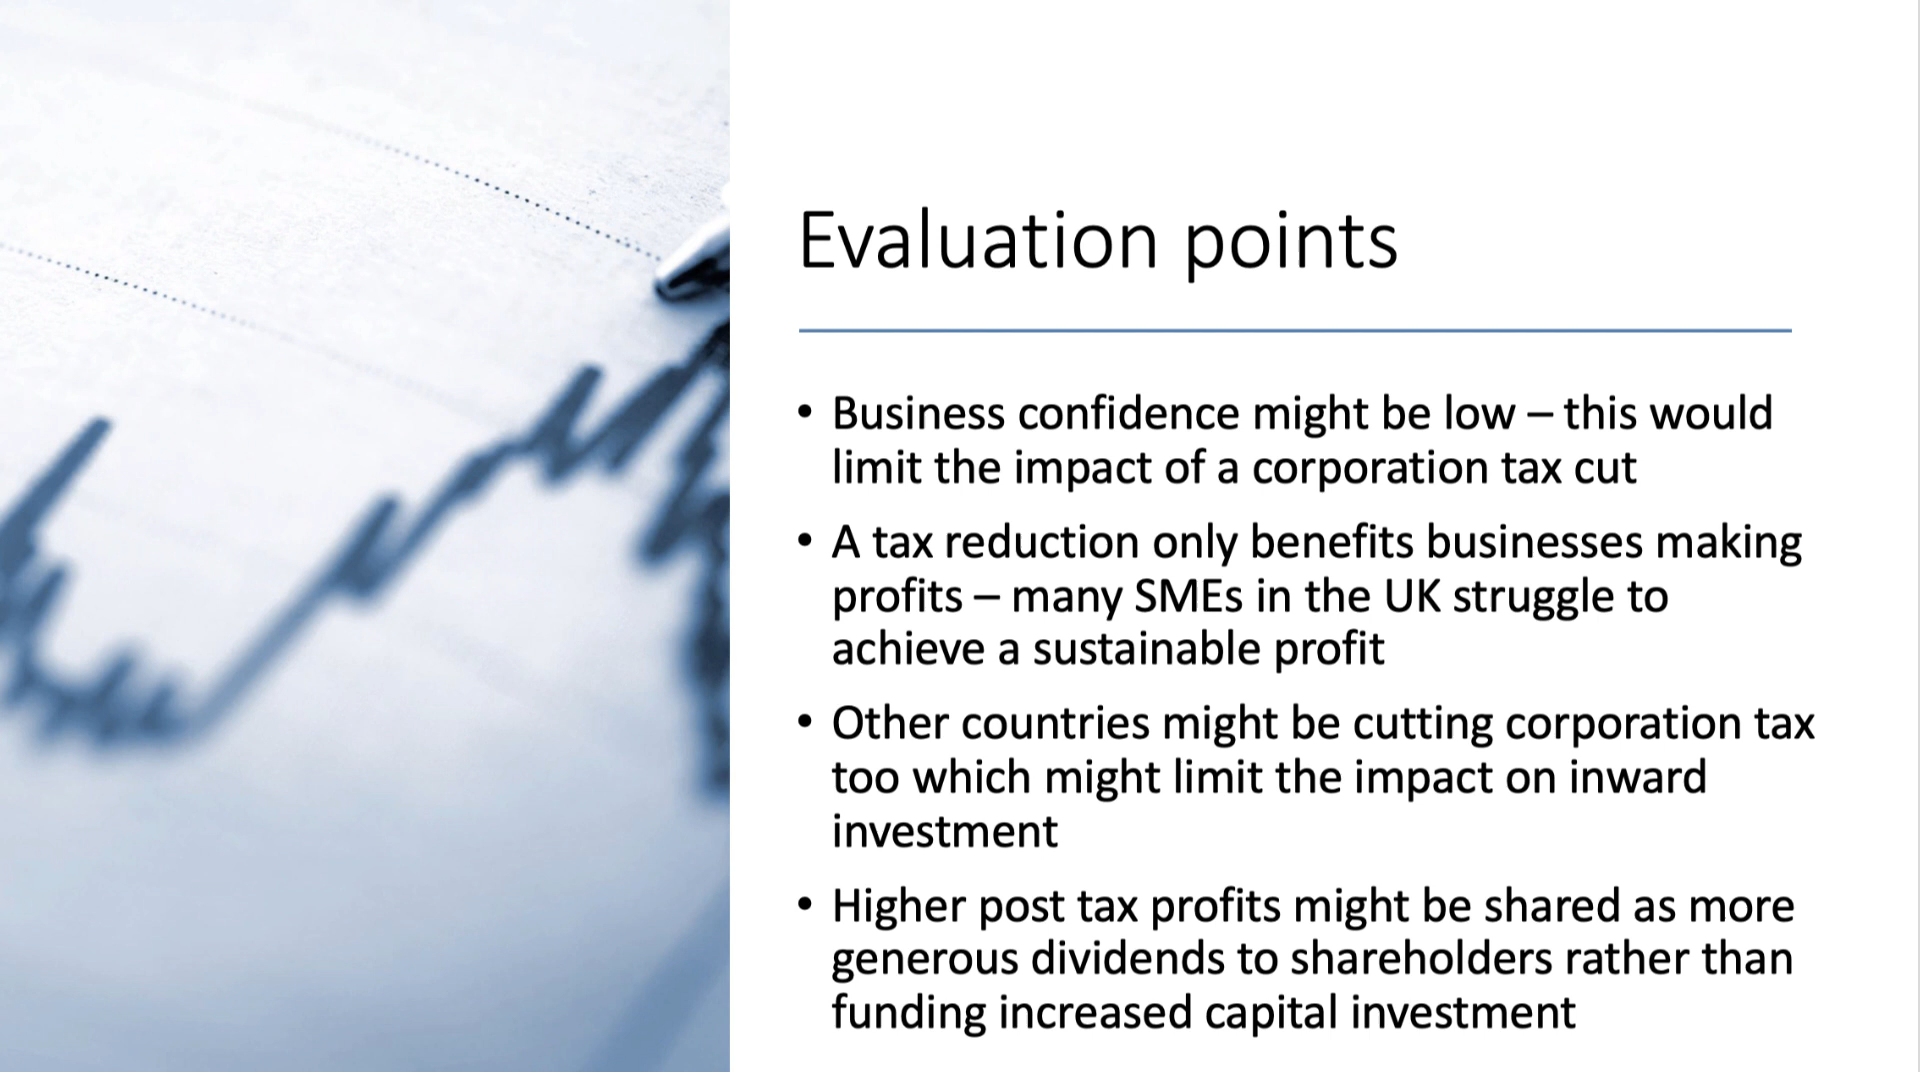 Evaluation points
• Business confidence might be low – this would
limit the impact of a corporation tax cut
• A tax reduction only benefits businesses making
profits – many SMEs in the UK struggle to
achieve a sustainable profit
• Other countries might be cutting corporation tax
too which might limit the impact on inward
investment
• Higher post tax profits might be shared as more
generous dividends to shareholders rather than
funding increased capital investment